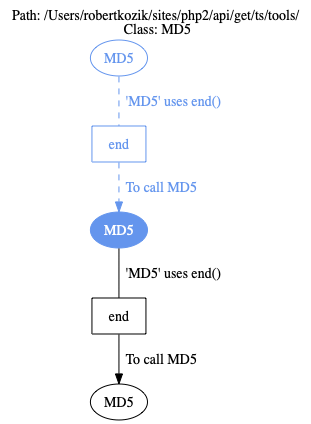 Path: /Users/robertkozik/sites/php2/api/get/ts/tools/
Class: MD5
MD5
'MD5' uses end()
end
To call MD5
MD5
'MD5' uses end()
end
To call MD5
MD5